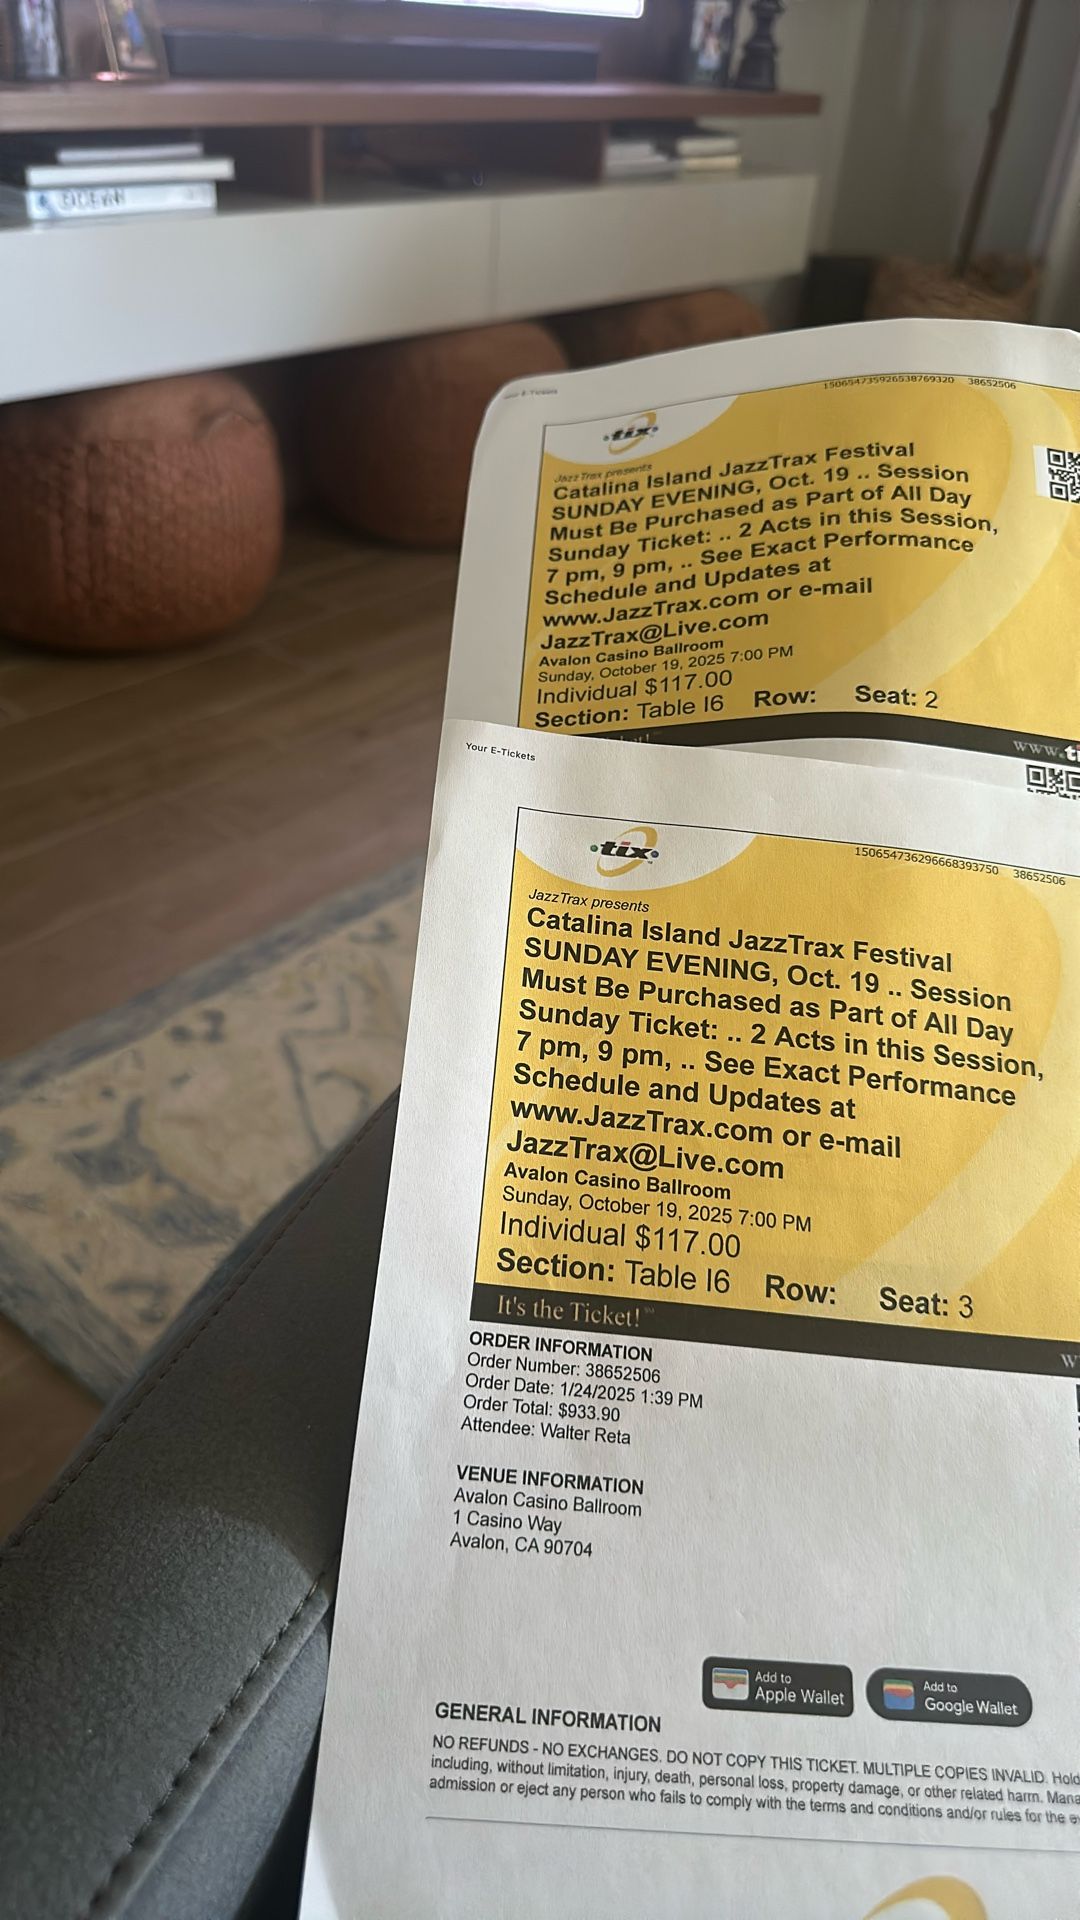 Your E-Tickets
150654735926538769320 38652506
tix
JazzTrax presents
Catalina Island JazzTrax Festival
SUNDAY EVENING, Oct. 19 .. Session
Must Be Purchased as Part of All Day
Sunday Ticket: .. 2 Acts in this Session,
7 pm, 9 pm, .. See Exact Performance
Schedule and Updates at
www.JazzTrax.com or e-mail
JazzTrax@Live.com
Avalon Casino Ballroom
Sunday, October 19, 2025 7:00 PM
Individual $117.00
Section: Table I6 Row: Seat: 2
www.ti
Your E-Tickets
tix
150654736296668393750 38652506
JazzTrax presents
Catalina Island JazzTrax Festival
SUNDAY EVENING, Oct. 19 .. Session
Must Be Purchased as Part of All Day
Sunday Ticket: .. 2 Acts in this Session,
7 pm, 9 pm, .. See Exact Performance
Schedule and Updates at
www.JazzTrax.com or e-mail
JazzTrax@Live.com
Avalon Casino Ballroom
Sunday, October 19, 2025 7:00 PM
Individual $117.00
Section: Table I6 Row: Seat: 3
It's the Ticket! SM
ORDER INFORMATION
Order Number: 38652506
Order Date: 1/24/2025 1:39 PM
Order Total: $933.90
Attendee: Walter Reta
VENUE INFORMATION
Avalon Casino Ballroom
1 Casino Way
Avalon, CA 90704
Add to
Apple Wallet
Add to
Google Wallet
GENERAL INFORMATION
NO REFUNDS - NO EXCHANGES. DO NOT COPY THIS TICKET. MULTIPLE COPIES INVALID. Hold
including, without limitation, injury, death, personal loss, property damage, or other related harm. Mana
admission or eject any person who fails to comply with the terms and conditions and/or rules for the ev